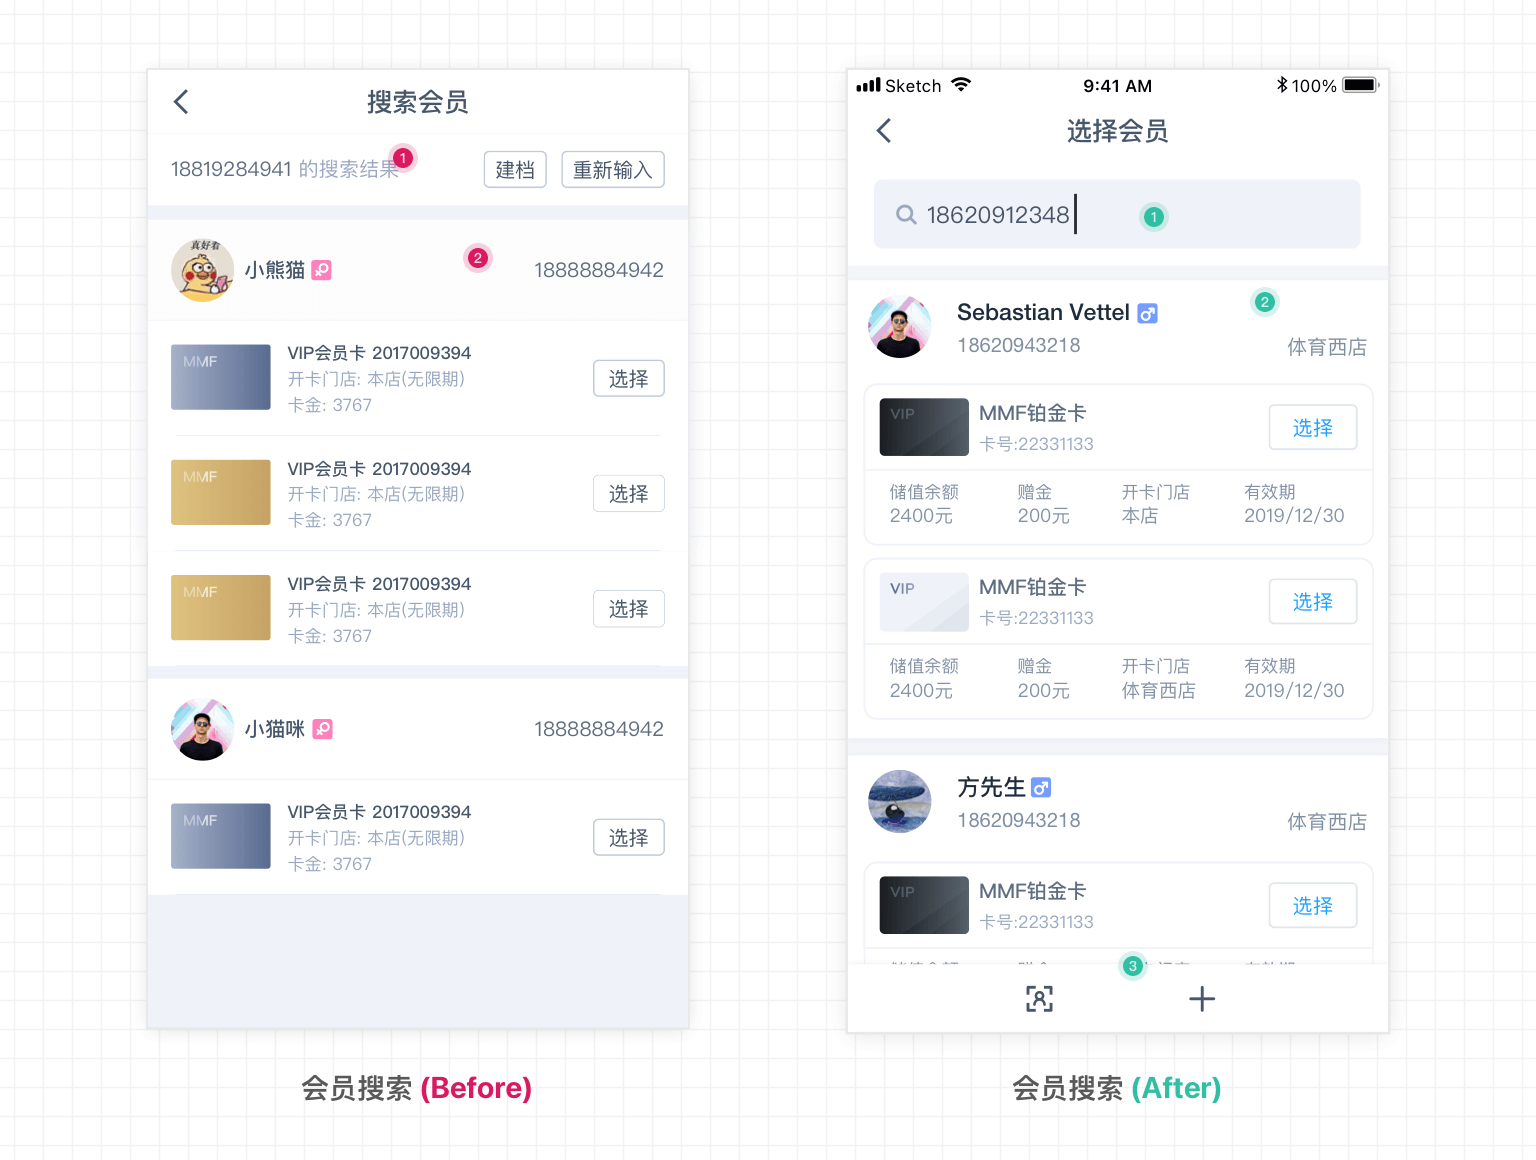 搜索会员
18819284941 的搜索结果
1
建档
重新输入
真好看
小熊猫
2
18888884942
MMF
VIP会员卡 2017009394
开卡门店: 本店(无限期)
卡金: 3767
选择
MMF
VIP会员卡 2017009394
开卡门店: 本店(无限期)
卡金: 3767
选择
MMF
VIP会员卡 2017009394
开卡门店: 本店(无限期)
卡金: 3767
选择
小猫咪
18888884942
MMF
VIP会员卡 2017009394
开卡门店: 本店(无限期)
卡金: 3767
选择
会员搜索 (Before)
Sketch
9:41 AM
100%
选择会员
18620912348
1
Sebastian Vettel
2
18620943218
体育西店
VIP
MMF铂金卡
卡号:22331133
选择
储值余额 赠金 开卡门店 有效期
2400元 200元 本店 2019/12/30
VIP
MMF铂金卡
卡号:22331133
选择
储值余额 赠金 开卡门店 有效期
2400元 200元 体育西店 2019/12/30
方先生
18620943218
体育西店
VIP
MMF铂金卡
卡号:22331133
选择
3
会员搜索 (After)